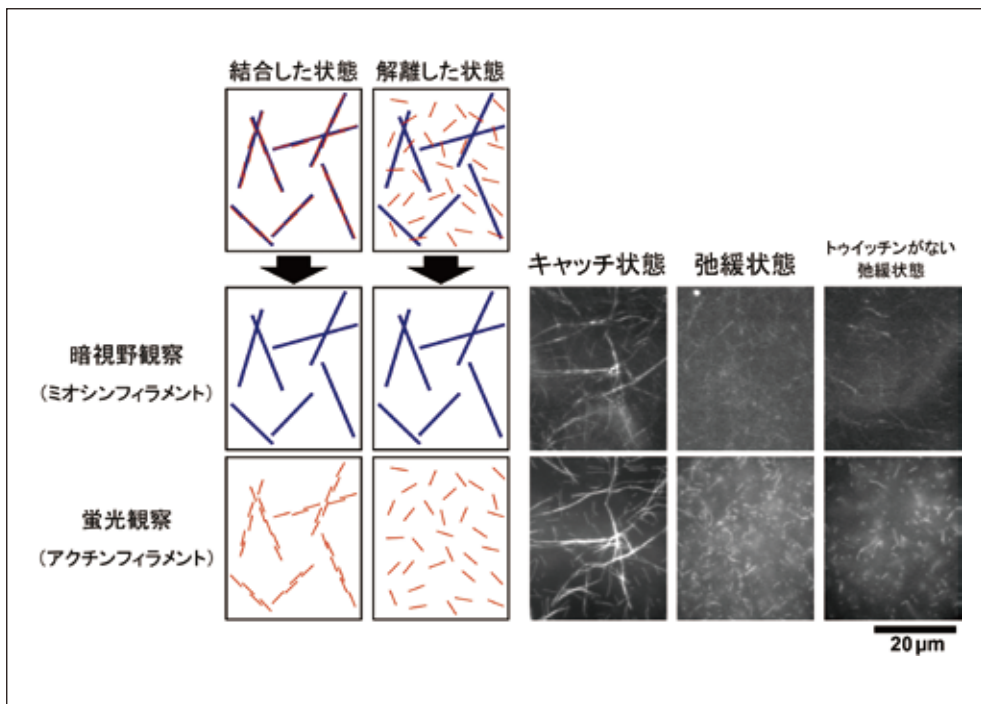 結合した状態
解離した状態
キャッチ状態
弛緩状態
トゥイッチンがない
弛緩状態
暗視野観察
(ミオシンフィラメント)
蛍光観察
(アクチンフィラメント)
20μm